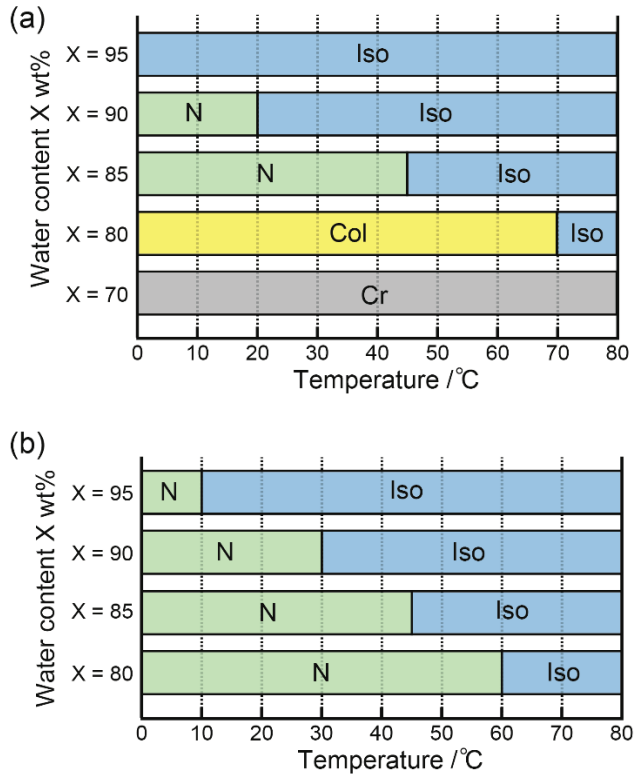 (a)
Water content X wt%
X = 95 Iso
X = 90 N Iso
X = 85 N Iso
X = 80 Col Iso
X = 70 Cr
0 10 20 30 40 50 60 70 80
Temperature /℃
(b)
Water content X wt%
X = 95 N Iso
X = 90 N Iso
X = 85 N Iso
X = 80 N Iso
0 10 20 30 40 50 60 70 80
Temperature /℃